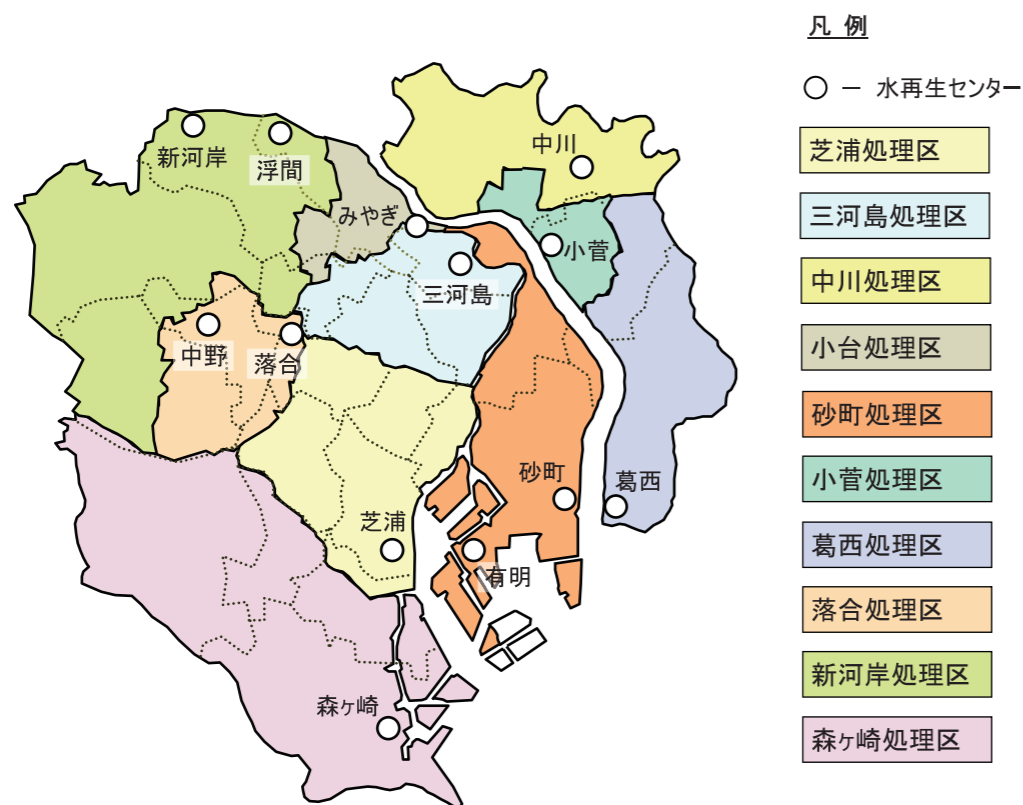 凡 例
○ － 水再生センター
芝浦処理区
三河島処理区
中川処理区
小台処理区
砂町処理区
小菅処理区
葛西処理区
落合処理区
新河岸処理区
森ヶ崎処理区
新河岸
浮間
中川
みやぎ
小菅
三河島
中野
落合
砂町
葛西
芝浦
有明
森ヶ崎